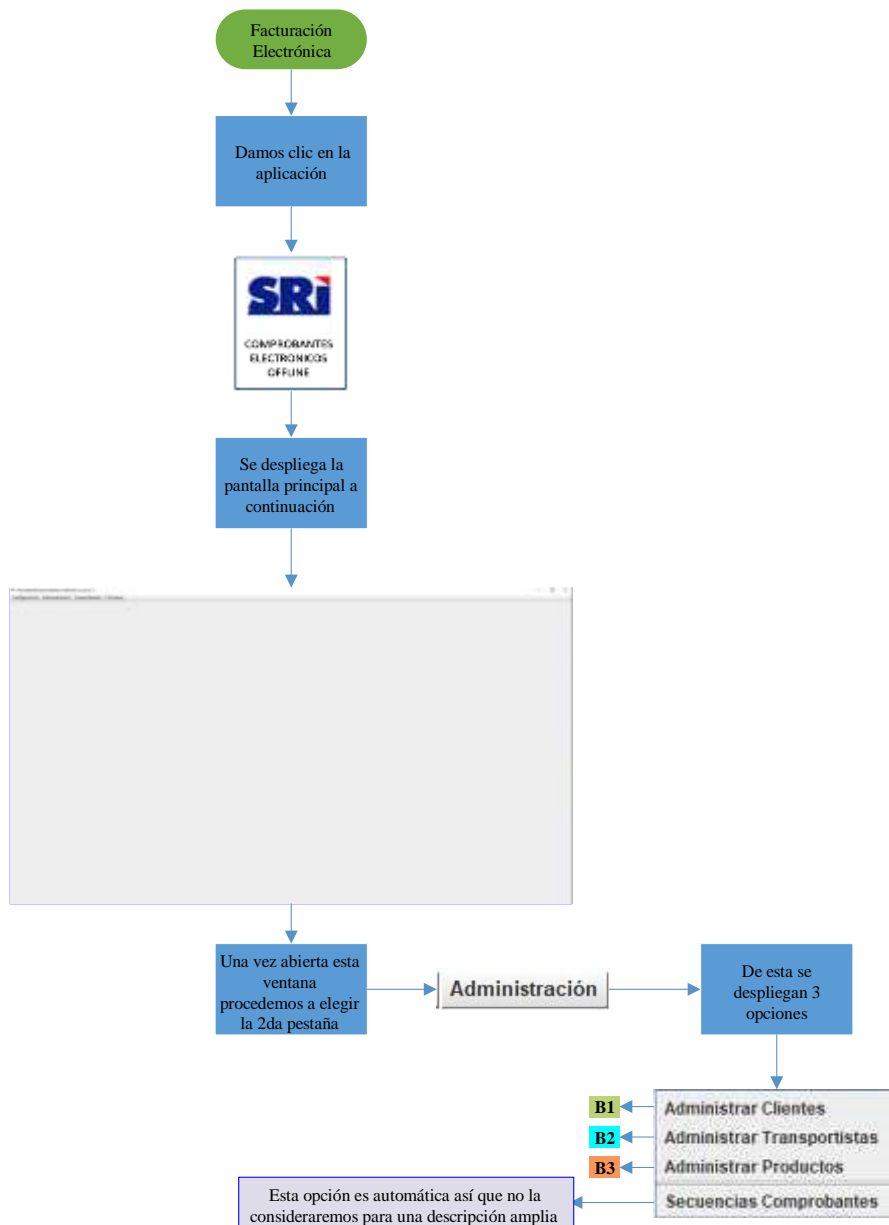 Facturación
Electrónica
Damos clic en la
aplicación
SRi
COMPROBANTES
ELECTRONICOS
OFFLINE
Se despliega la
pantalla principal a
continuación
Una vez abierta esta
ventana
procedemos a elegir
la 2da pestaña
Administración
De esta se
despliegan 3
opciones
B1
Administrar Clientes
B2
Administrar Transportistas
B3
Administrar Productos
Secuencias Comprobantes
Esta opción es automática así que no la
consideraremos para una descripción amplia